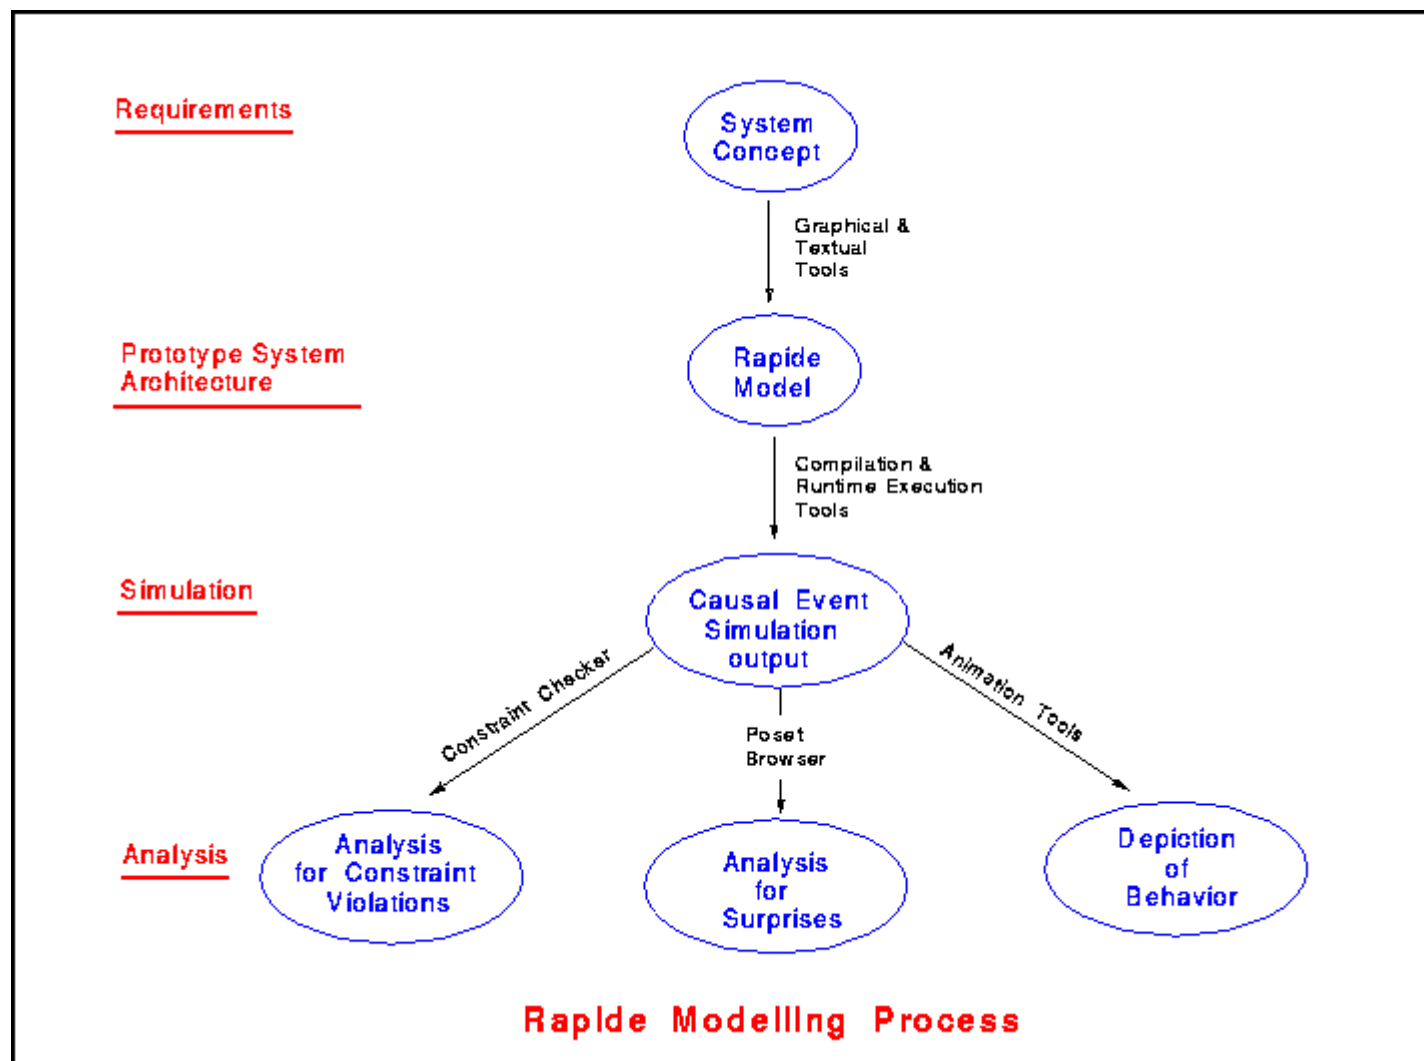 Requirements
System
Concept
Graphical &
Textual
Tools
Prototype System
Architecture
Rapide
Model
Compilation &
Runtime Execution
Tools
Simulation
Causal Event
Simulation
output
Constraint Checker
Poset
Browser
Animation Tools
Analysis
Analysis
for Constraint
Violations
Analysis
for
Surprises
Depiction
of
Behavior
Rapide Modelling Process